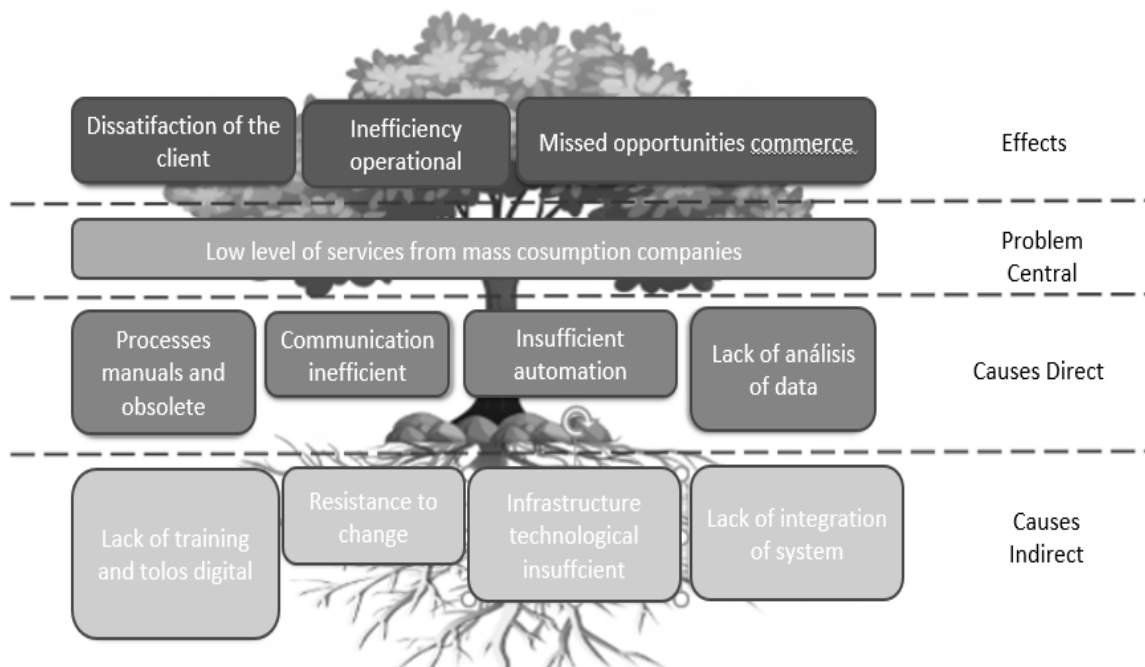 Dissatifaction of the
client
Inefficiency
operational
Missed opportunities commerce
Effects
Low level of services from mass cosumption companies
Problem
Central
Processes
manuals and
obsolete
Communication
inefficient
Insufficient
automation
Lack of análisis
of data
Causes Direct
Lack of training
and tolos digital
Resistance to
change
Infrastructure
technological
insuffcient
Lack of integration
of system
Causes
Indirect